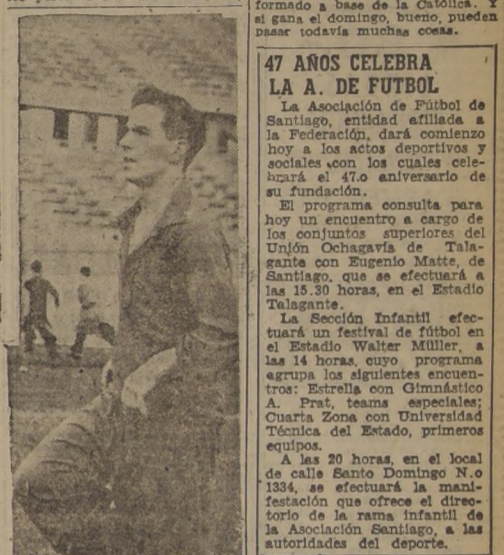 formado a base de la Católica. Y
si gana el domingo, bueno, pueden
pasar todavía muchas cosas.
47 AÑOS CELEBRA
LA A. DE FUTBOL
La Asociación de Fútbol de
Santiago, entidad afiliada a
la Federación, dará comienzo
hoy a los actos deportivos y
sociales con los cuales cele-
brará el 47.o aniversario de
su fundación.
El programa consulta para
hoy un encuentro a cargo de
los conjuntos superiores del
Unjón Ochagavía de Tala-
gante con Eugenio Matte, de
Santiago, que se efectuará a
las 15.30 horas, en el Estadio
Talagante.
La Sección Infantil efec-
tuará un festival de fútbol en
el Estadio Walter Müller, a
las 14 horas, cuyo programa
agrupa los siguientes encuen-
tros: Estrella con Gimnástico
A. Prat, teams especiales;
Cuarta Zona con Universidad
Técnica del Estado, primeros
equipos.
A las 20 horas, en el local
de calle Santo Domingo N.o
1334, se efectuará la mani-
festación que ofrece el direc-
torio de la rama infantil de
la Asociación Santiago, a las
autoridades del deporte.